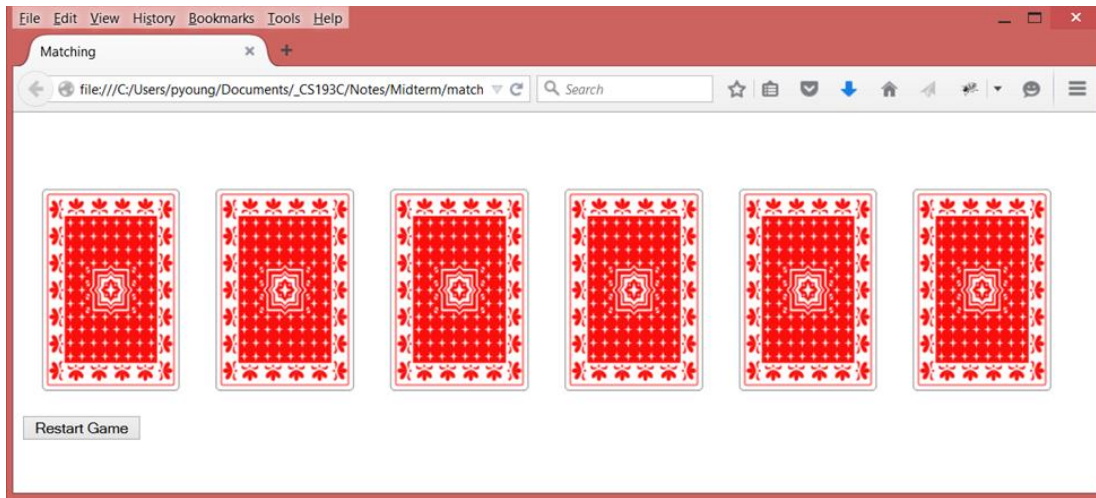 File Edit View History Bookmarks Tools Help
Matching
file:///C:/Users/pyoung/Documents/_CS193C/Notes/Midterm/match
Search
Restart Game